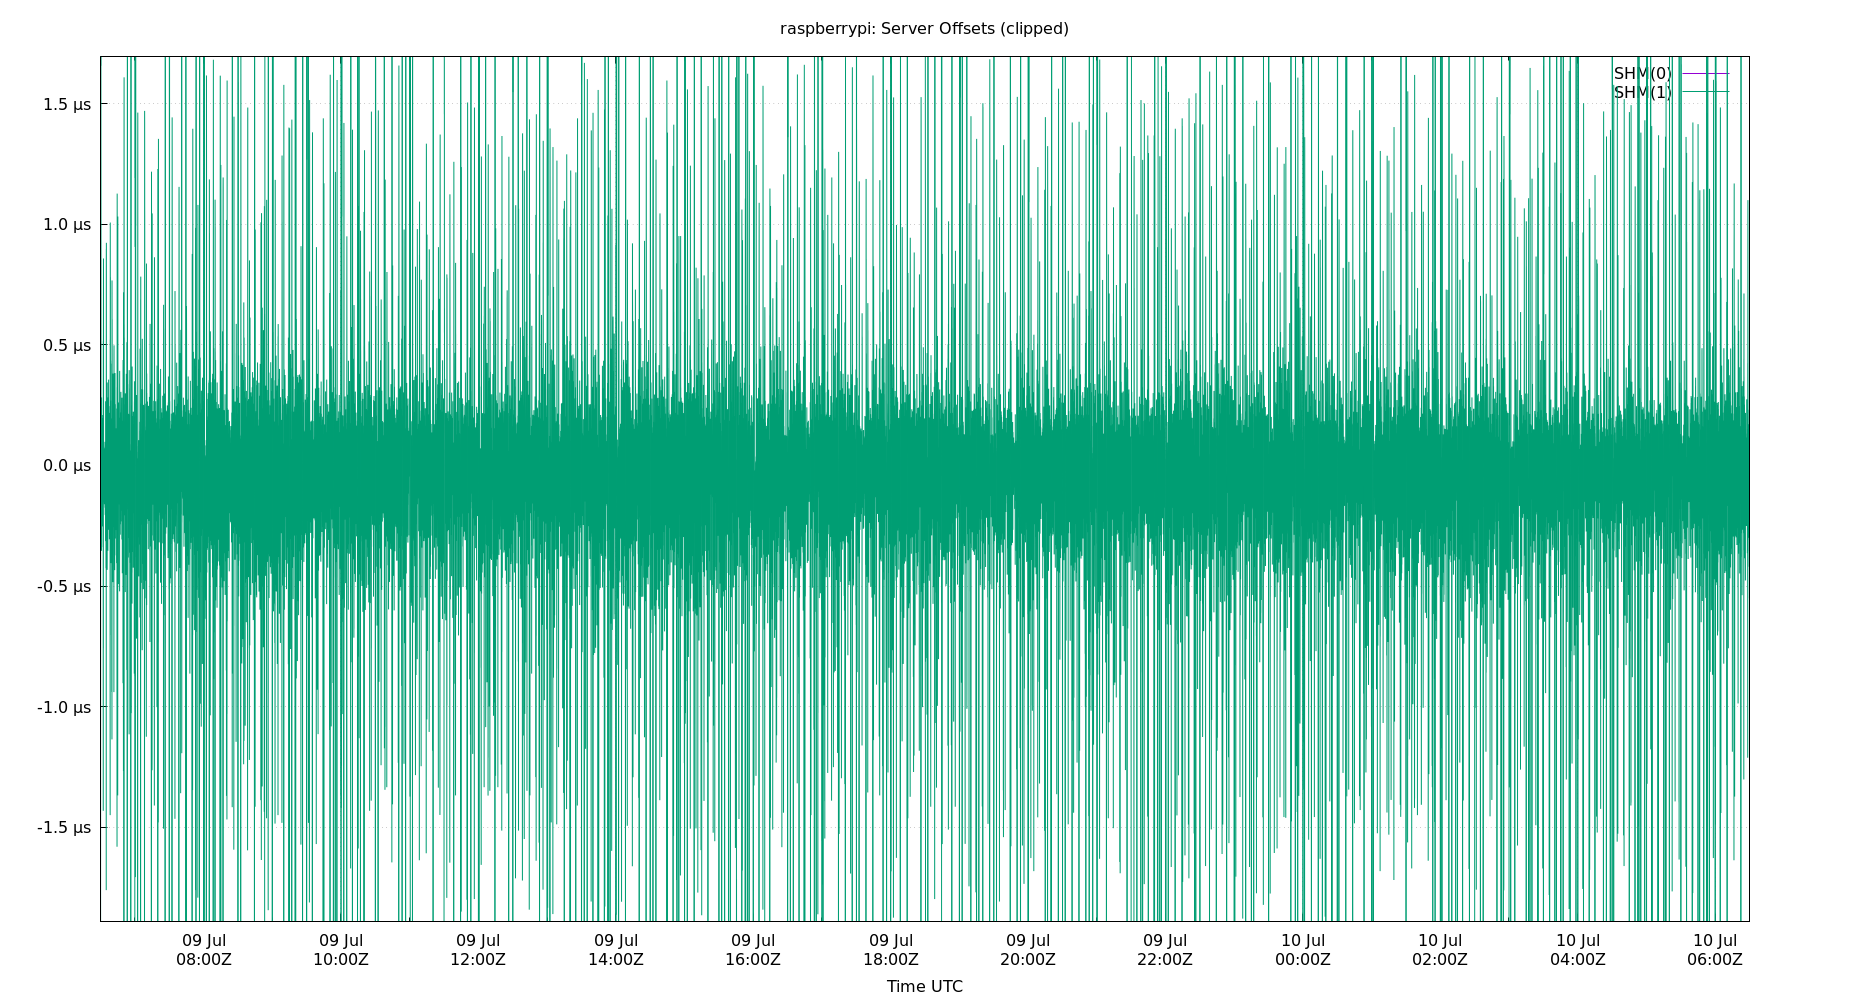 raspberrypi: Server Offsets (clipped)
SHM(0)
SHM(1)
1.5 µs
1.0 µs
0.5 µs
0.0 µs
-0.5 µs
-1.0 µs
-1.5 µs
09 Jul 09 Jul 09 Jul 09 Jul 09 Jul 09 Jul 09 Jul 09 Jul 10 Jul 10 Jul 10 Jul 10 Jul
08:00Z 10:00Z 12:00Z 14:00Z 16:00Z 18:00Z 20:00Z 22:00Z 00:00Z 02:00Z 04:00Z 06:00Z
Time UTC